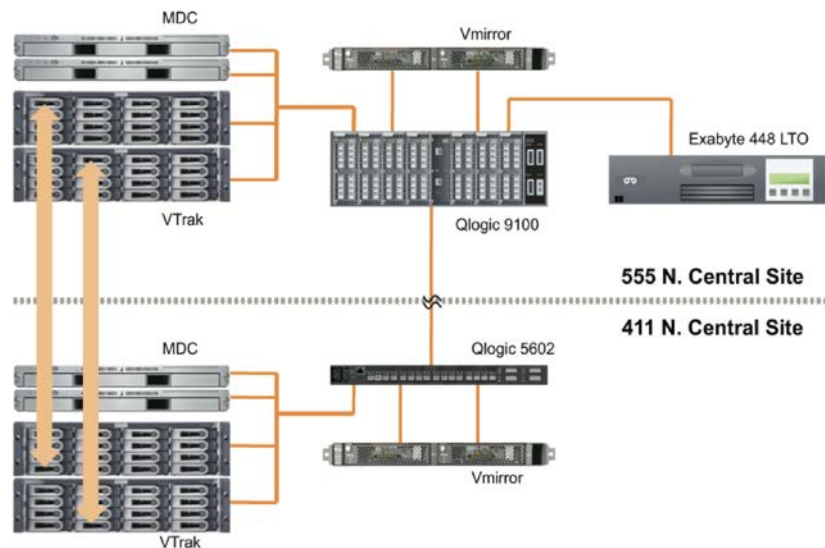 MDC
Vmirror
Exabyte 448 LTO
VTrak
Qlogic 9100
555 N. Central Site
411 N. Central Site
MDC
Qlogic 5602
Vmirror
VTrak